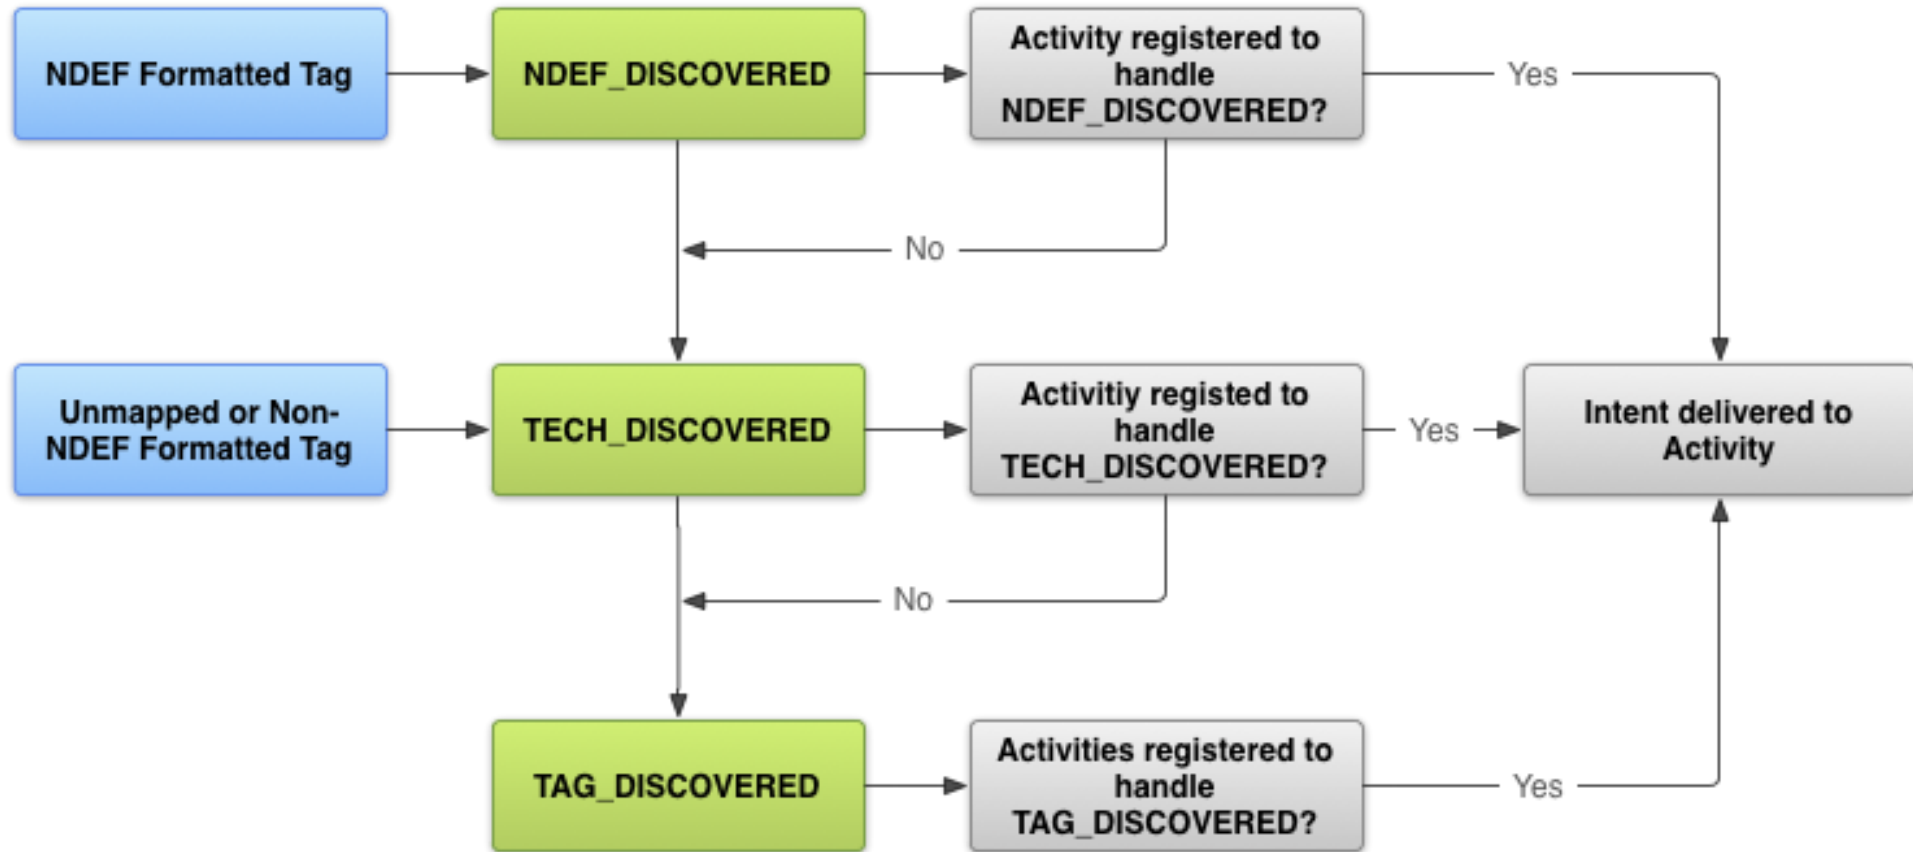 NDEF Formatted Tag
NDEF_DISCOVERED
Activity registered to
handle
NDEF_DISCOVERED?
Yes
No
Unmapped or Non-
NDEF Formatted Tag
TECH_DISCOVERED
Activitiy registed to
handle
TECH_DISCOVERED?
Yes
Intent delivered to
Activity
No
TAG_DISCOVERED
Activities registered to
handle
TAG_DISCOVERED?
Yes